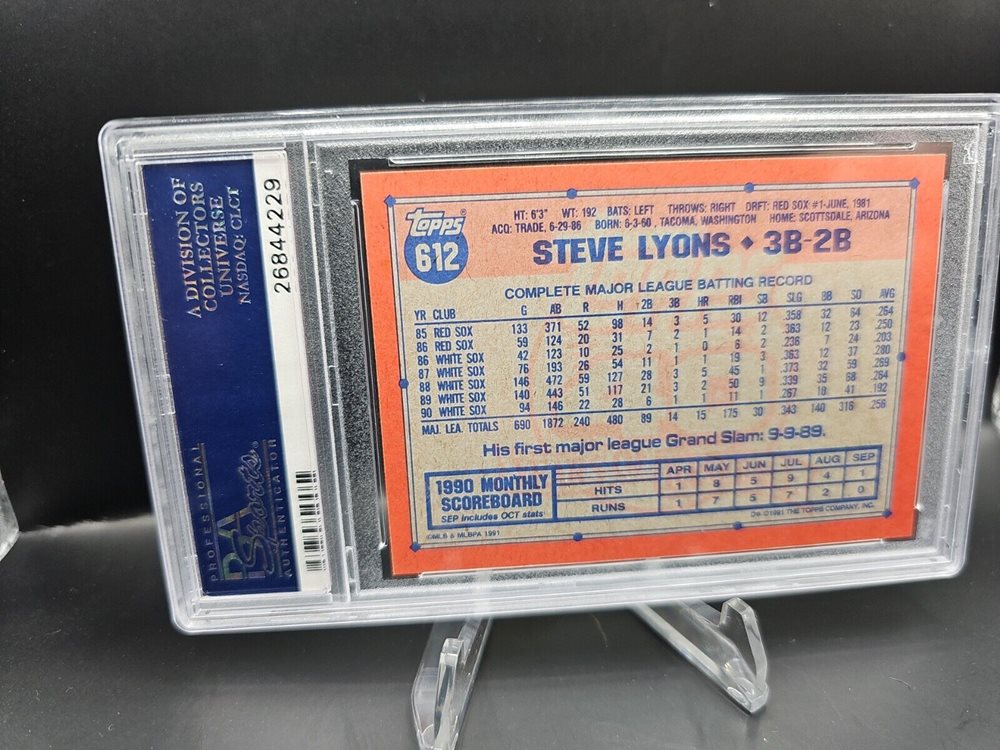 A DIVISION OF
COLLECTORS
UNIVERSE
NASDAQ: CLCT
26844229
PROFESSIONAL
PSA
Sports
AUTHENTICATOR
Topps
612
HT: 6'3" WT: 192 BATS: LEFT THROWS: RIGHT DRFT: RED SOX #1-JUNE, 1981
ACQ: TRADE, 6-29-86 BORN: 6-3-60, TACOMA, WASHINGTON HOME: SCOTTSDALE, ARIZONA
STEVE LYONS ♦ 3B-2B
COMPLETE MAJOR LEAGUE BATTING RECORD
YR CLUB G AB R H 2B 3B HR RBI SB SLG BB SO AVG
85 RED SOX 133 371 52 98 14 3 5 30 12 .358 32 64 .264
86 RED SOX 59 124 20 31 7 2 1 14 2 .363 12 23 .250
86 WHITE SOX 42 123 10 25 2 1 0 6 2 .236 7 24 .203
87 WHITE SOX 76 193 26 54 11 1 1 19 3 .363 12 37 .280
88 WHITE SOX 146 472 59 127 28 3 5 45 1 .373 32 59 .269
89 WHITE SOX 140 443 51 117 21 3 2 50 9 .339 35 68 .264
90 WHITE SOX 94 146 22 28 6 1 1 11 1 .267 10 41 .192
MAJ. LEA. TOTALS 690 1872 240 480 89 14 15 175 30 .343 140 316 .256
His first major league Grand Slam: 9-9-89.
1990 MONTHLY
SCOREBOARD
SEP includes OCT stats
APR MAY JUN JUL AUG SEP
HITS 1 8 5 9 4 1
RUNS 1 7 5 7 2 0
©MLB & MLBPA 1991
©1991 THE TOPPS COMPANY, INC.